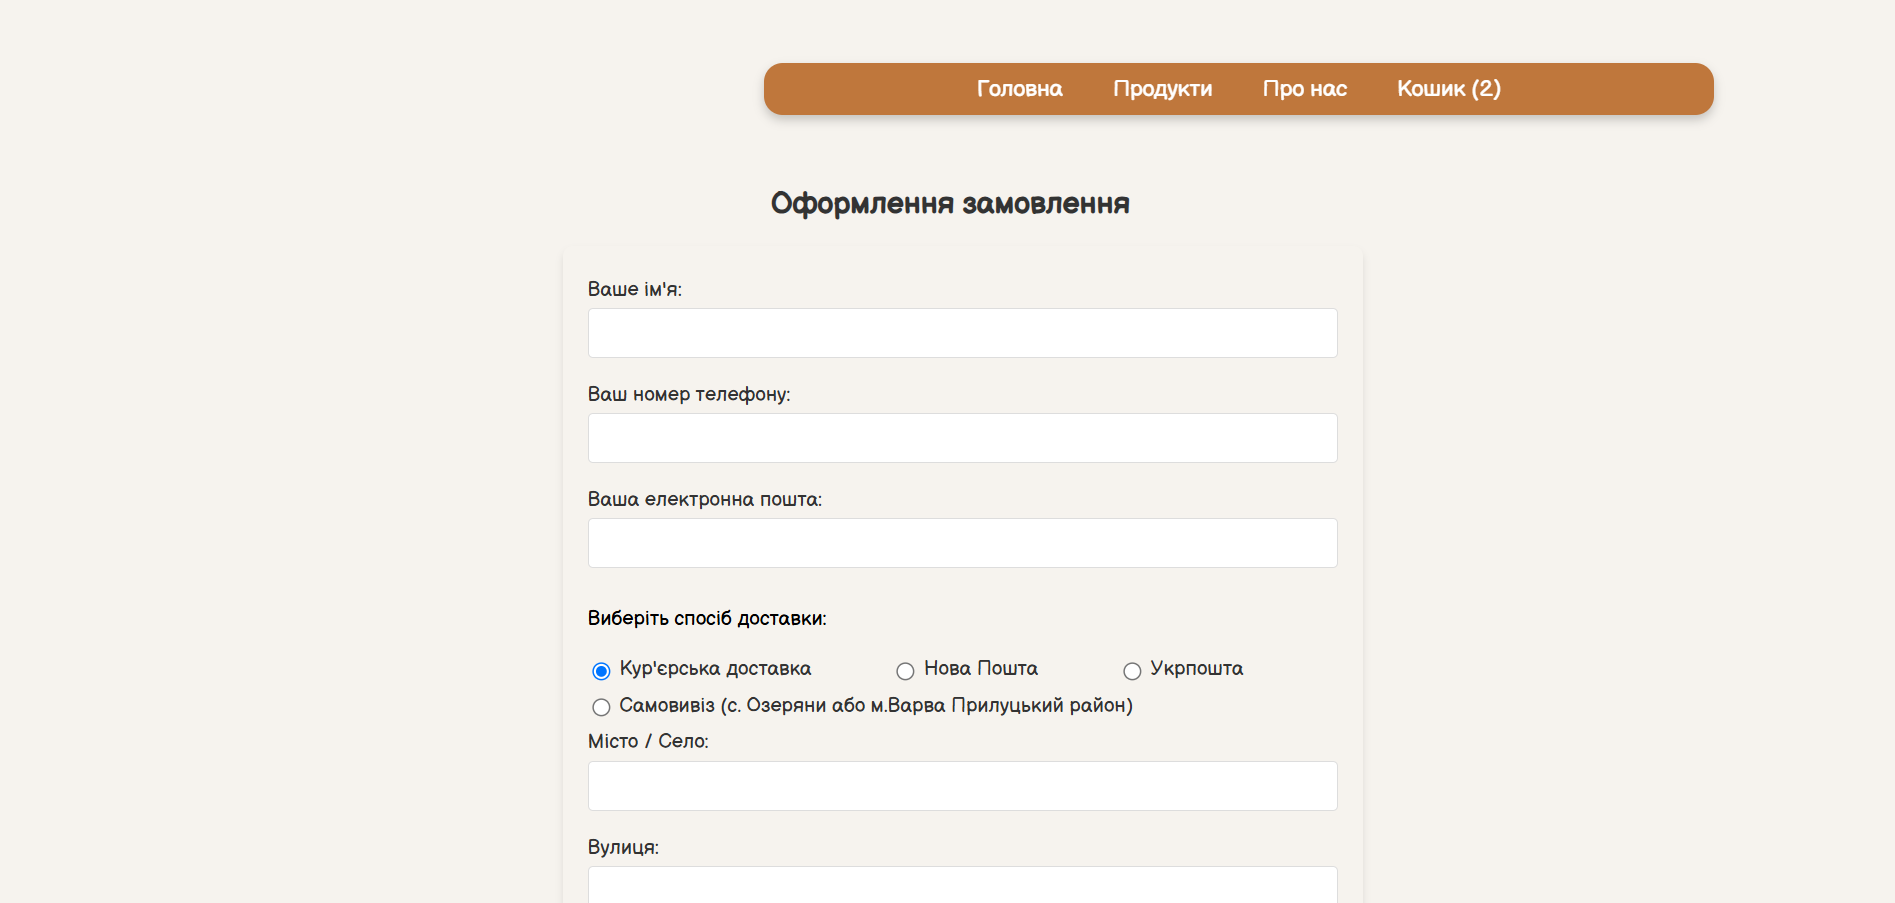 Головна Продукти Про нас Кошик (2)
Оформлення замовлення
Ваше ім'я:
Ваш номер телефону:
Ваша електронна пошта:
Виберіть спосіб доставки:
Кур'єрська доставка Нова Пошта Укрпошта
Самовивіз (с. Озеряни або м.Варва Прилуцький район)
Місто / Село:
Вулиця: